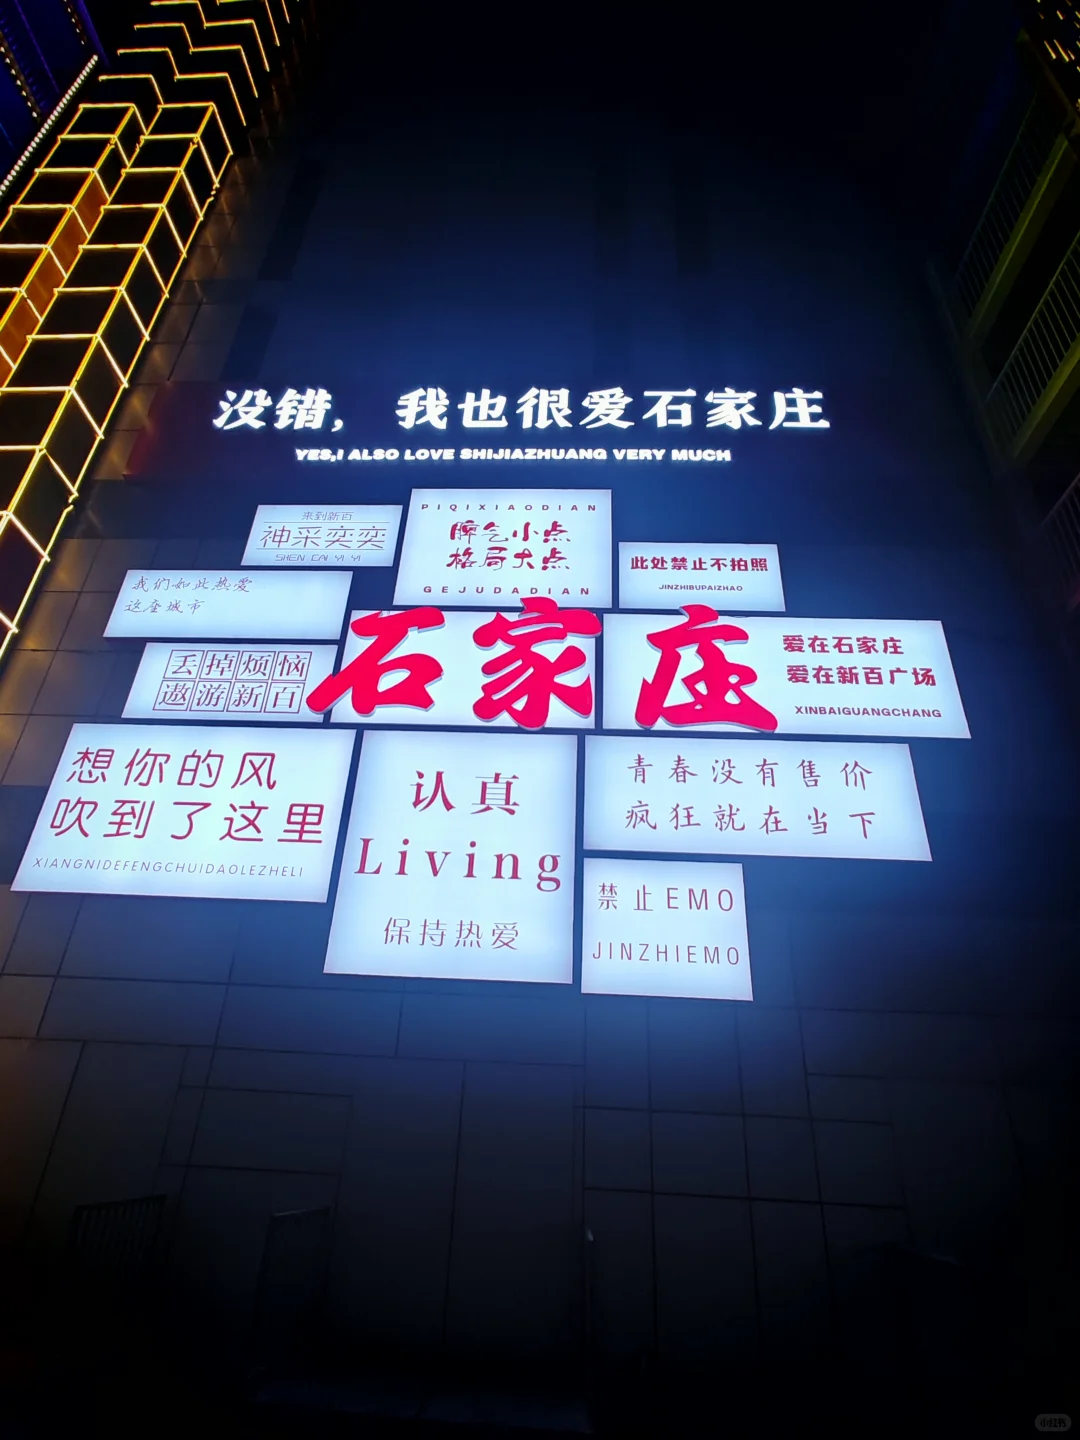 没错，我也很爱石家庄
YES,I ALSO LOVE SHIJIAZHUANG VERY MUCH
来到新百
神采奕奕
SHEN CAI YI YI
PIQIXIAODIAN
脾气小点
格局大点
GEJUDADIAN
此处禁止不拍照
JINZHIBUPAIZHAO
我们如此热爱
这座城市
丢掉烦恼
遨游新百
石家庄
爱在石家庄
爱在新百广场
XINBAIGUANGCHANG
想你的风
吹到了这里
XIANGNIDEFENGCHUIDAOLEZHELI
认真
Living
保持热爱
青春没有售价
疯狂就在当下
禁止EMO
JINZHIEMO
小红书